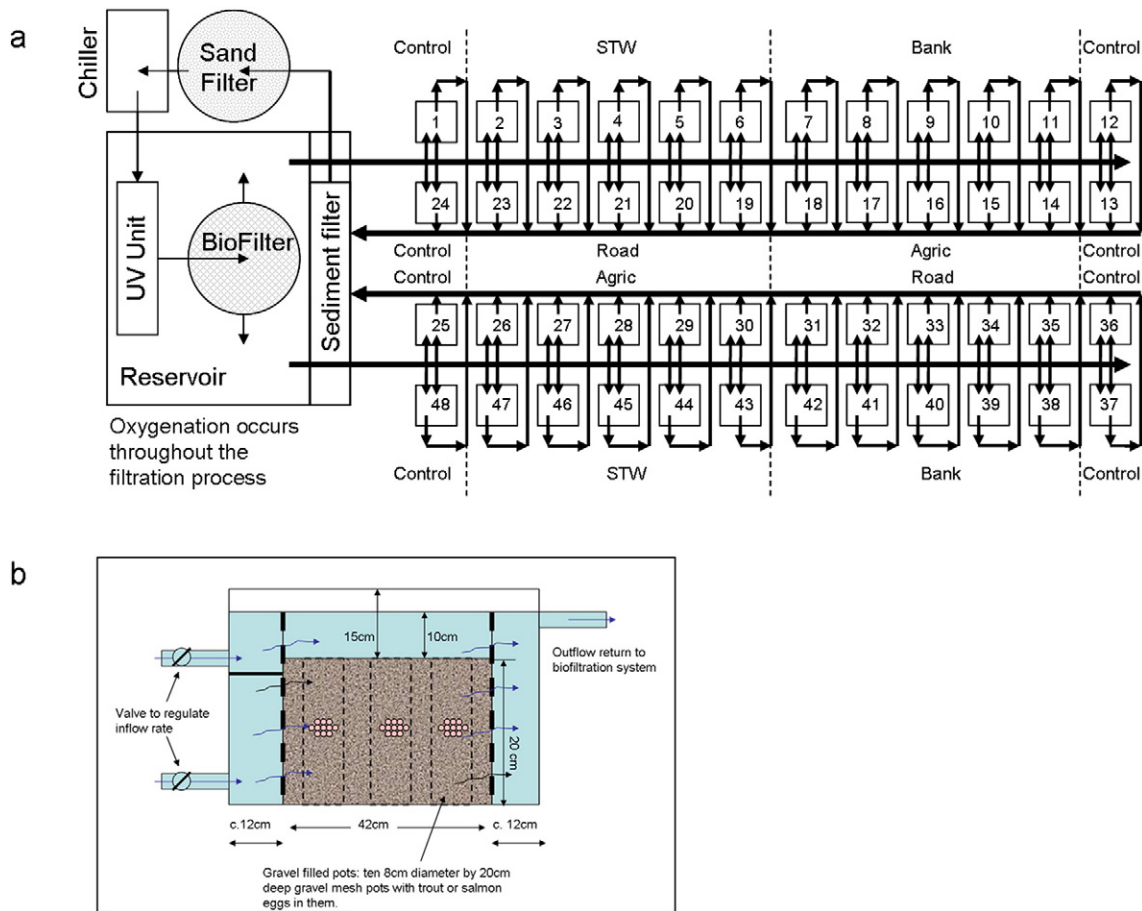 a
Chiller
Sand
Filter
Control
STW
Bank
Control
1 2 3 4 5 6 7 8 9 10 11 12
24 23 22 21 20 19 18 17 16 15 14 13
UV Unit
BioFilter
Sediment filter
Control
Road
Agric
Control
Control
Agric
Road
Control
25 26 27 28 29 30 31 32 33 34 35 36
Reservoir
48 47 46 45 44 43 42 41 40 39 38 37
Oxygenation occurs
throughout the
filtration process
Control
STW
Bank
Control
b
15cm
10cm
Outflow return to
biofiltration system
Valve to regulate
inflow rate
20 cm
c.12cm
42cm
c. 12cm
Gravel filled pots: ten 8cm diameter by 20cm
deep gravel mesh pots with trout or salmon
eggs in them.